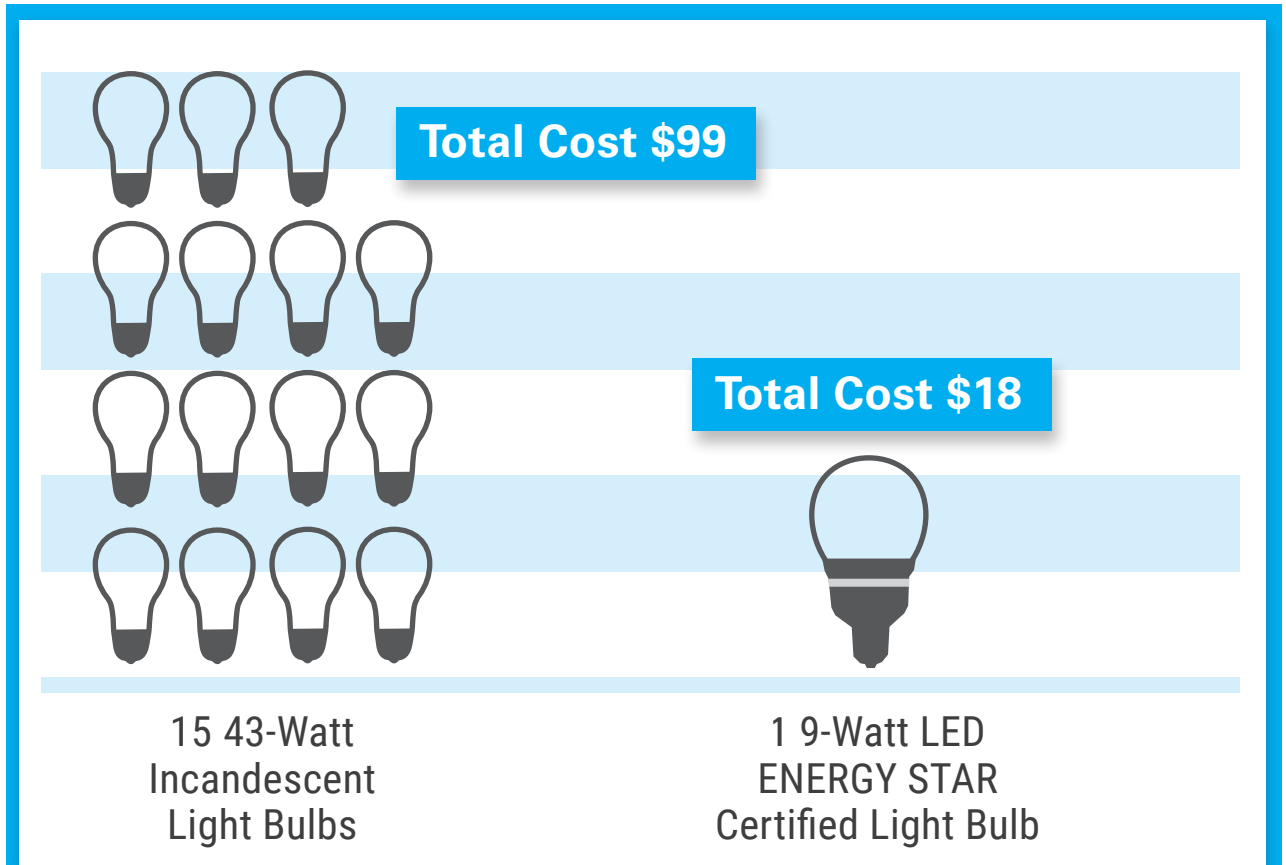 Total Cost $99
Total Cost $18
15 43-Watt
Incandescent
Light Bulbs
1 9-Watt LED
ENERGY STAR
Certified Light Bulb